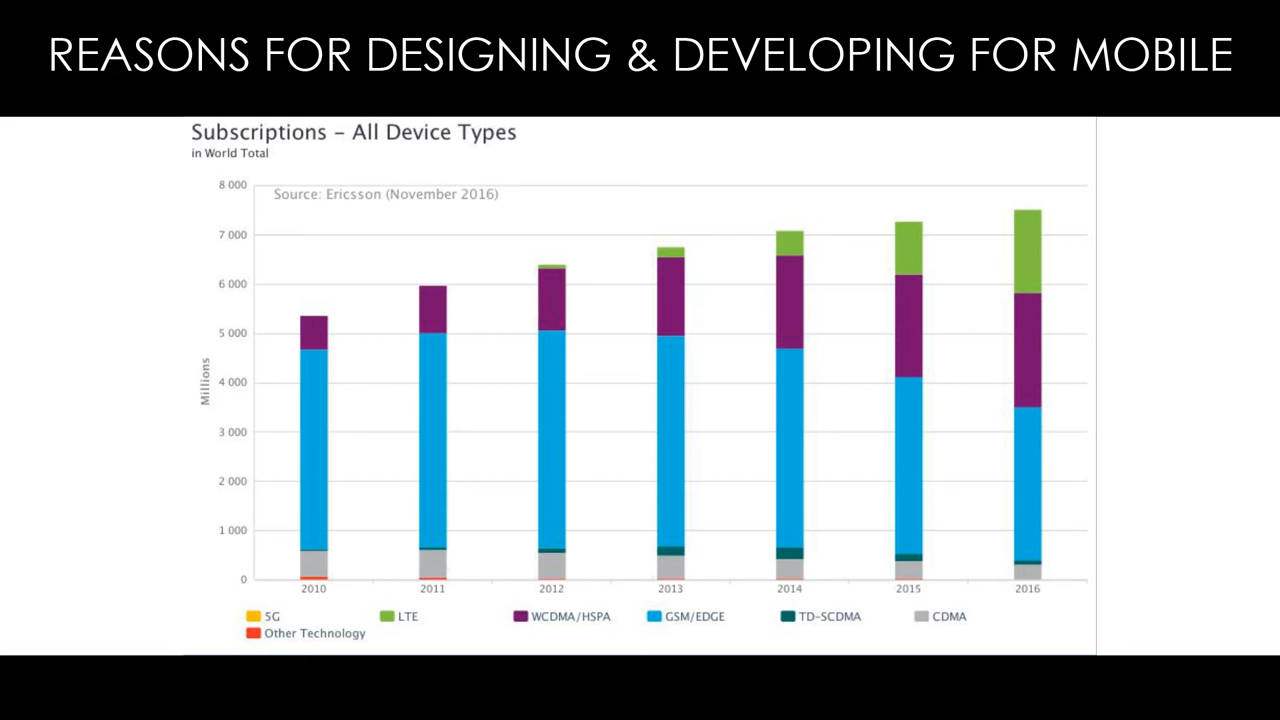 REASONS FOR DESIGNING & DEVELOPING FOR MOBILE
Subscriptions – All Device Types
in World Total
Source: Ericsson (November 2016)
8 000
7 000
6 000
5 000
4 000
3 000
2 000
1 000
0
Millions
2010 2011 2012 2013 2014 2015 2016
5G LTE WCDMA/HSPA GSM/EDGE TD-SCDMA CDMA
Other Technology